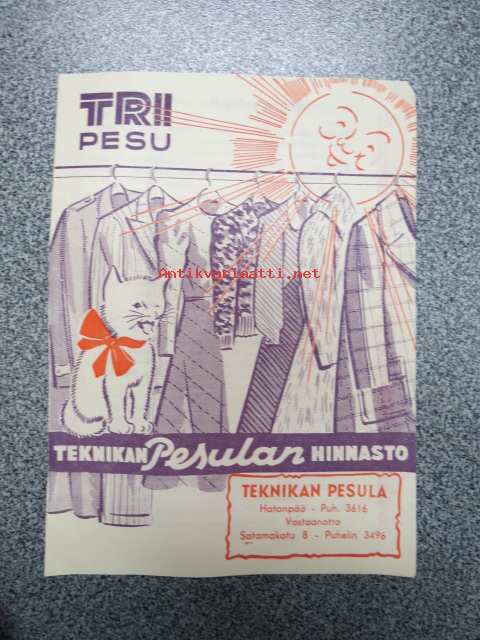 TRI
PESU
Antikvariaatti.net
TEKNIKAN Pesulan HINNASTO
TEKNIKAN PESULA
Hatanpää - Puh. 3616
Vastaanotto
Satamakatu 8 - Puhelin 3496